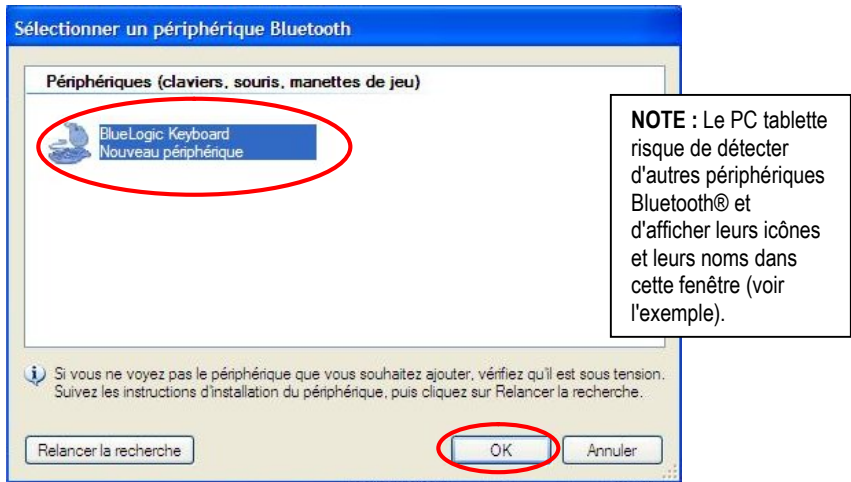 Sélectionner un périphérique Bluetooth
Périphériques (claviers, souris, manettes de jeu)
BlueLogic Keyboard
Nouveau périphérique
NOTE : Le PC tablette
risque de détecter
d'autres périphériques
Bluetooth® et
d'afficher leurs icônes
et leurs noms dans
cette fenêtre (voir
l'exemple).
Si vous ne voyez pas le périphérique que vous souhaitez ajouter, vérifiez qu'il est sous tension.
Suivez les instructions d'installation du périphérique, puis cliquez sur Relancer la recherche.
Relancer la recherche
OK
Annuler